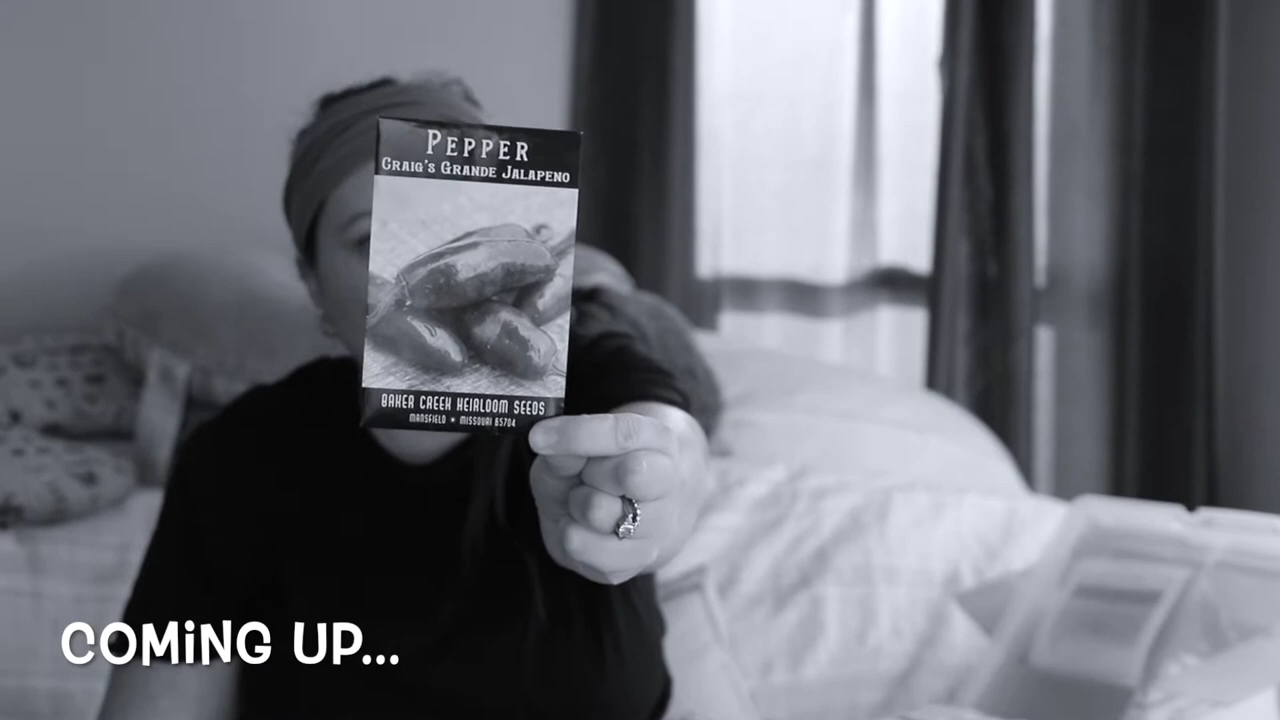 PEPPER
CRAIG'S GRANDE JALAPENO
BAKER CREEK HEIRLOOM SEEDS
MANSFIELD * MISSOURI 65704
COMiNG UP...